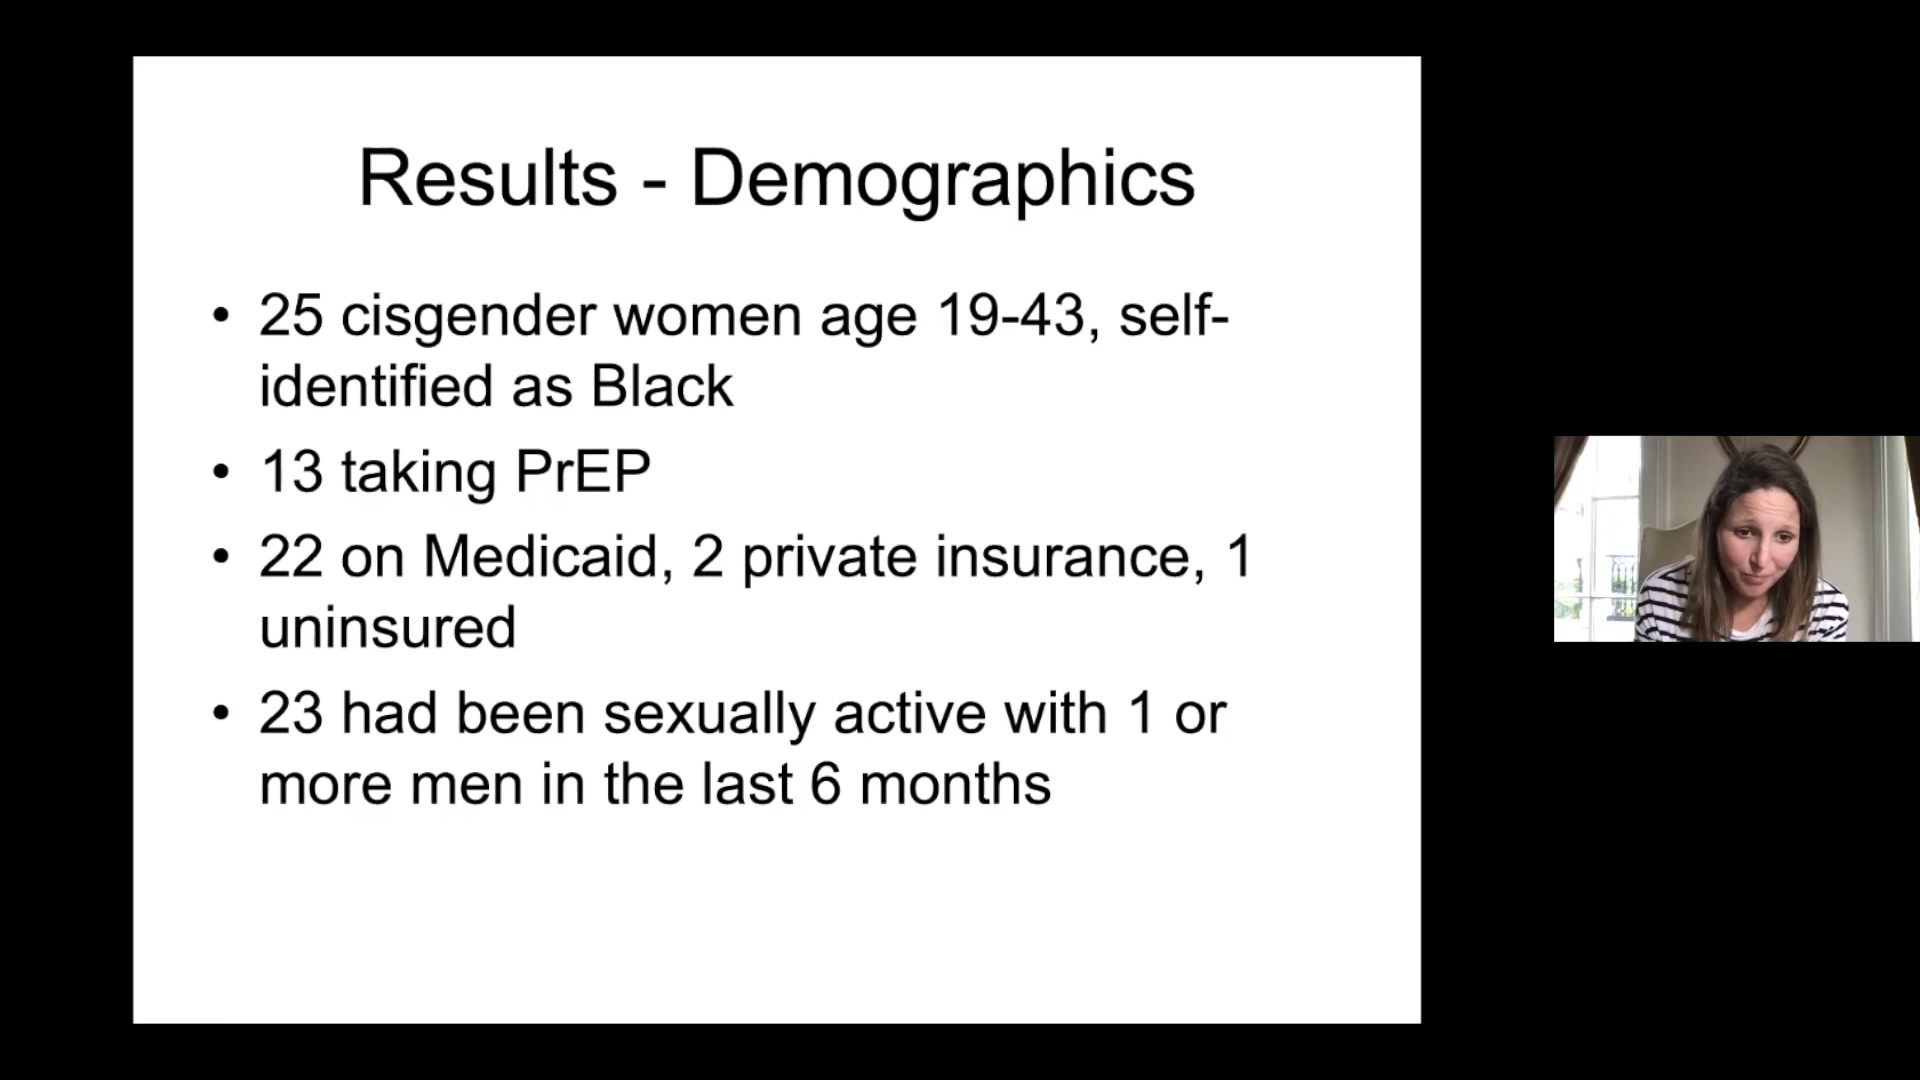 Results - Demographics
• 25 cisgender women age 19-43, self-
identified as Black
• 13 taking PrEP
• 22 on Medicaid, 2 private insurance, 1
uninsured
• 23 had been sexually active with 1 or
more men in the last 6 months